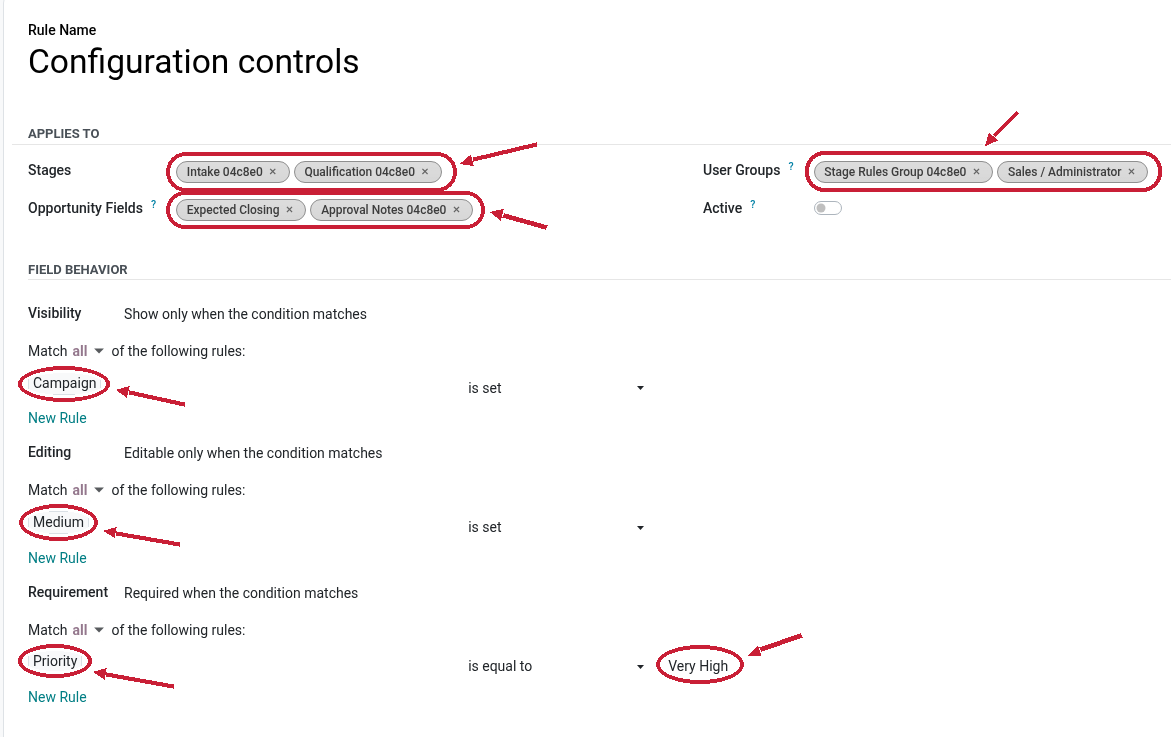 Rule Name
Configuration controls
APPLIES TO
Stages Intake 04c8e0 × Qualification 04c8e0 × User Groups ? Stage Rules Group 04c8e0 × Sales / Administrator ×
Opportunity Fields ? Expected Closing × Approval Notes 04c8e0 × Active ?
FIELD BEHAVIOR
Visibility Show only when the condition matches
Match all of the following rules:
Campaign is set
New Rule
Editing Editable only when the condition matches
Match all of the following rules:
Medium is set
New Rule
Requirement Required when the condition matches
Match all of the following rules:
Priority is equal to Very High
New Rule